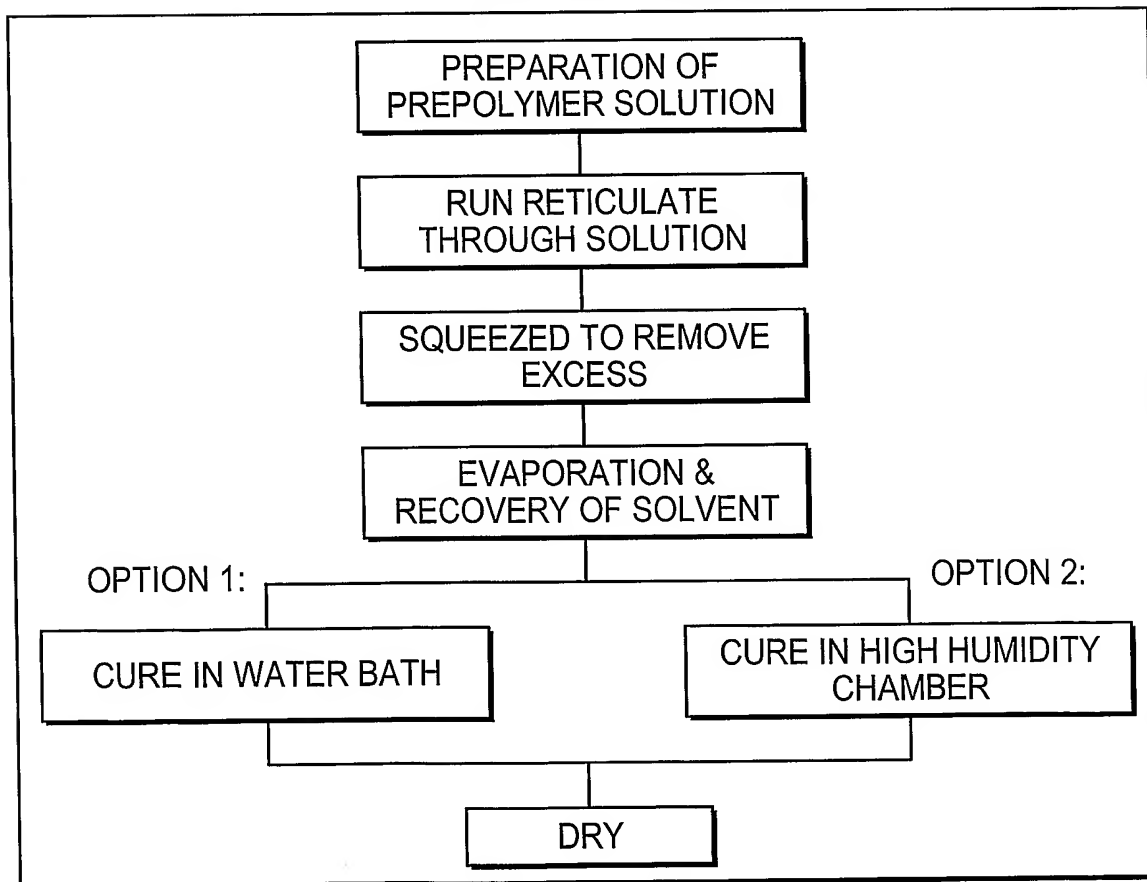 PREPARATION OF
PREPOLYMER SOLUTION
RUN RETICULATE
THROUGH SOLUTION
SQUEEZED TO REMOVE
EXCESS
EVAPORATION &
RECOVERY OF SOLVENT
OPTION 1:
OPTION 2:
CURE IN WATER BATH
CURE IN HIGH HUMIDITY
CHAMBER
DRY